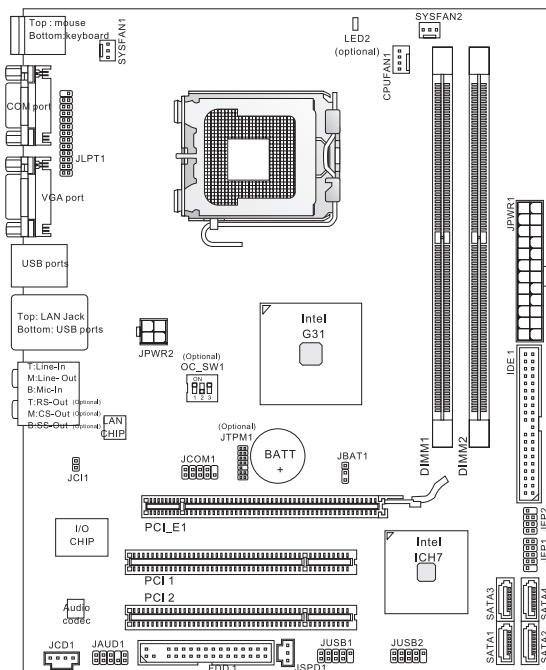 Top : mouse
Bottom:keyboard
SYSFAN1
LED2
(optional)
SYSFAN2
CPUFAN1
COM port
JLPT1
VGA port
USB ports
JPWR1
Top: LAN Jack
Bottom: USB ports
Intel
G31
JPWR2
(Optional)
OC_SW1
ON
1 2 3
IDE 1
T:Line-In
M:Line-Out
B:Mic-In
T:RS-Out (Optional)
M:CS-Out (Optional)
B:SS-Out (Optional)
LAN
CHIP
JCI1
JCOM1
(Optional)
JTPM1
BATT
+
JBAT1
DIMM1
DIMM2
PCI_E1
JFP2
JFP1
I/O
CHIP
Intel
ICH7
PCI 1
PCI 2
SATA3
SATA4
Audio
codec
SATA1
SATA2
JCD1
JAUD1
FDD 1
JSPD1
JUSB1
JUSB2